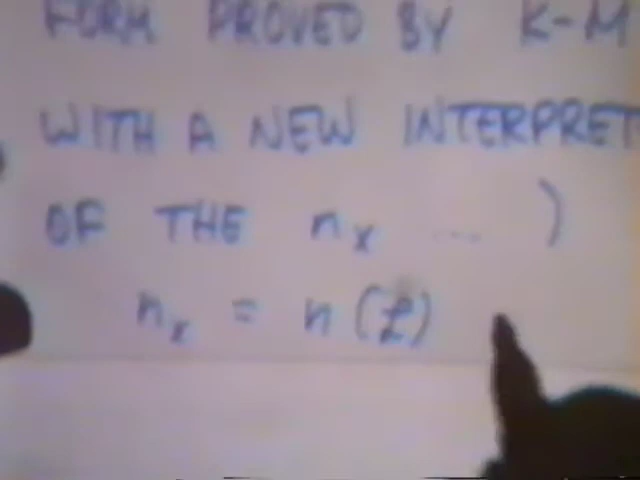 FORM PROVED BY K-M
WITH A NEW INTERPRET
OF THE n_x ... )
n_x = n(ℒ)